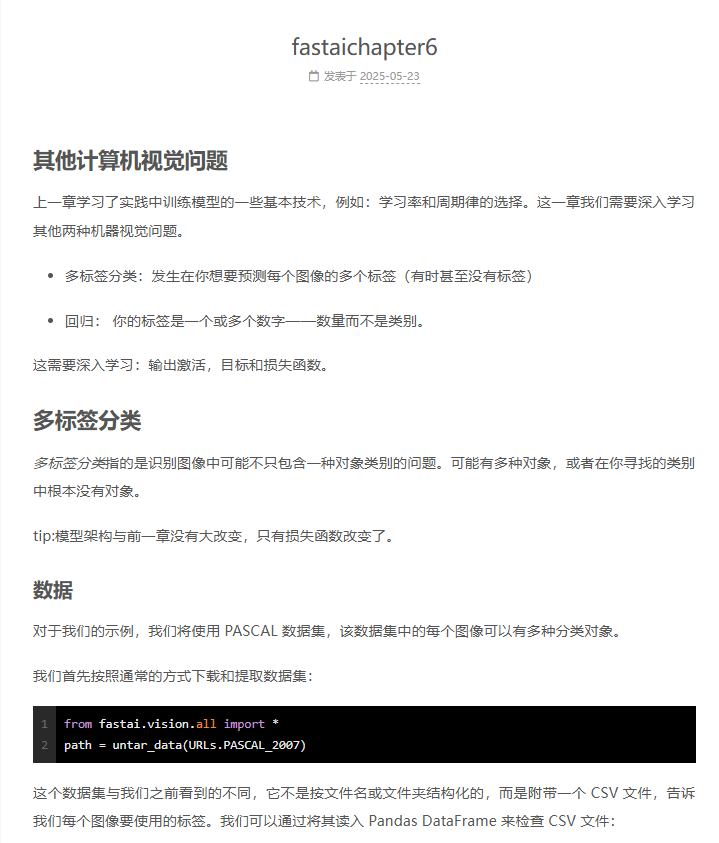 fastaichapter6
发表于 2025-05-23
其他计算机视觉问题
上一章学习了实践中训练模型的一些基本技术，例如：学习率和周期律的选择。这一章我们需要深入学习
其他两种机器视觉问题。
• 多标签分类：发生在你想要预测每个图像的多个标签（有时甚至没有标签）
• 回归： 你的标签是一个或多个数字——数量而不是类别。
这需要深入学习：输出激活，目标和损失函数。
多标签分类
多标签分类指的是识别图像中可能不只包含一种对象类别的问题。可能有多种对象，或者在你寻找的类别
中根本没有对象。
tip:模型架构与前一章没有大改变，只有损失函数改变了。
数据
对于我们的示例，我们将使用 PASCAL 数据集，该数据集中的每个图像可以有多种分类对象。
我们首先按照通常的方式下载和提取数据集：
1 from fastai.vision.all import *
2 path = untar_data(URLs.PASCAL_2007)
这个数据集与我们之前看到的不同，它不是按文件名或文件夹结构化的，而是附带一个 CSV 文件，告诉
我们每个图像要使用的标签。我们可以通过将其读入 Pandas DataFrame 来检查 CSV 文件：